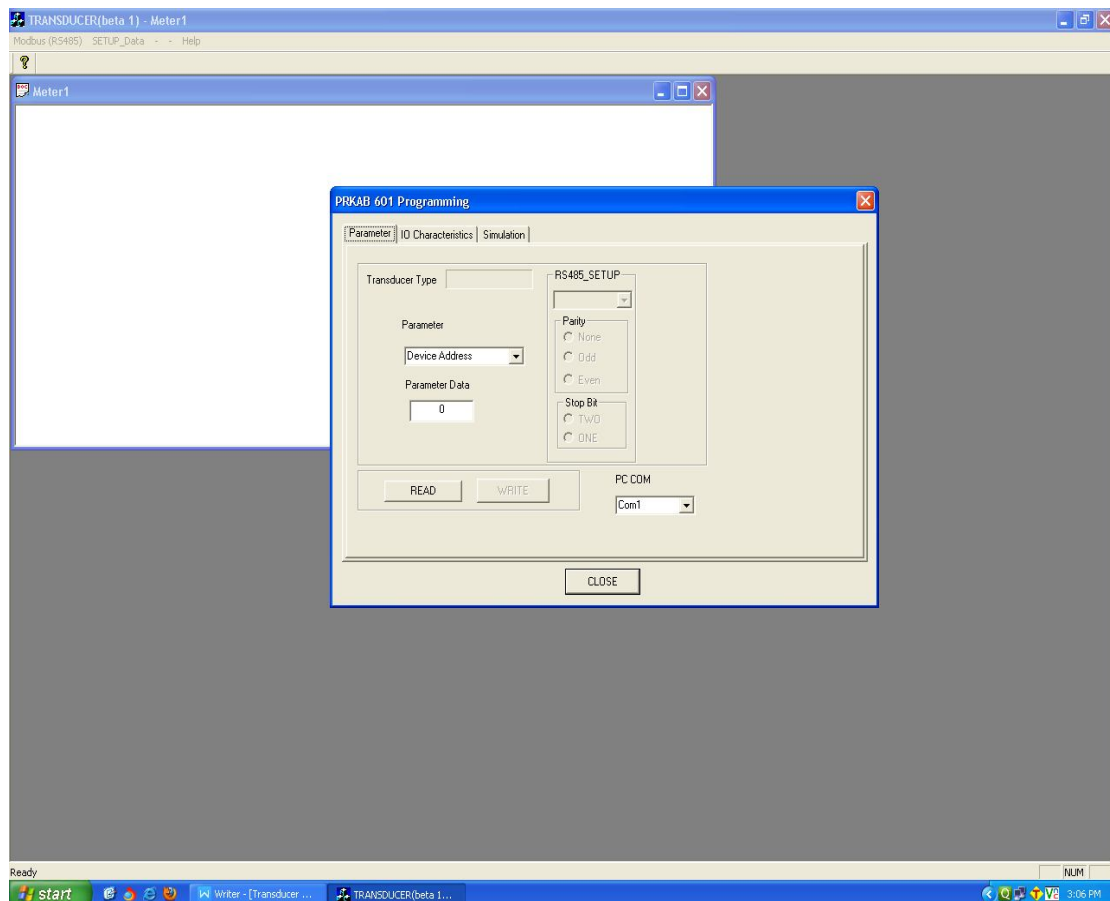 TRANSDUCER(beta 1) - Meter1
Modbus (RS485) SETUP_Data - - Help
Meter1
PRKAB 601 Programming
Parameter IO Characteristics Simulation
Transducer Type
RS485_SETUP
Parameter
Parity
None
Device Address
Odd
Parameter Data
Even
0
Stop Bit
TWO
ONE
READ WRITE
PC COM
Com1
CLOSE
Ready NUM
start Writer - [Transducer ... TRANSDUCER(beta 1... 3:06 PM